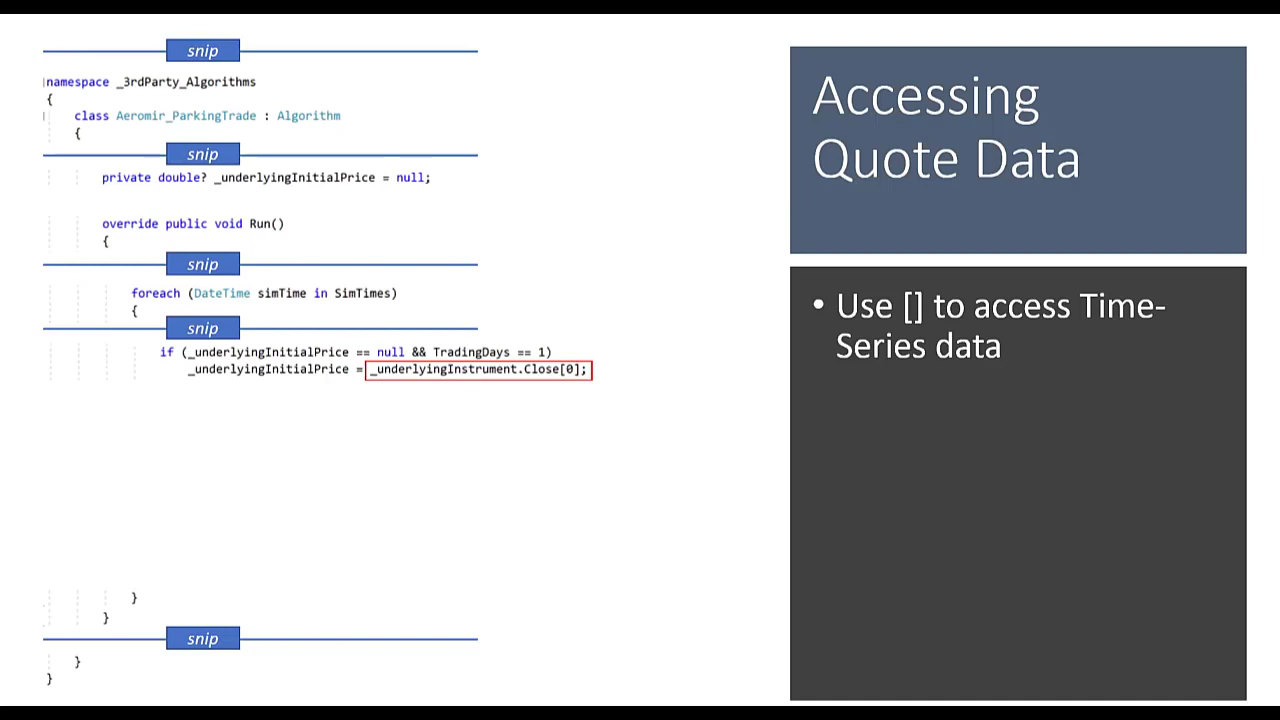 snip
namespace _3rdParty_Algorithms
{
class Aeromir_ParkingTrade : Algorithm
{
snip
private double? _underlyingInitialPrice = null;
override public void Run()
{
snip
foreach (DateTime simTime in SimTimes)
{
snip
if (_underlyingInitialPrice == null && TradingDays == 1)
_underlyingInitialPrice = _underlyingInstrument.Close[0];
}
}
snip
}
}
Accessing
Quote Data
• Use [] to access Time-
Series data